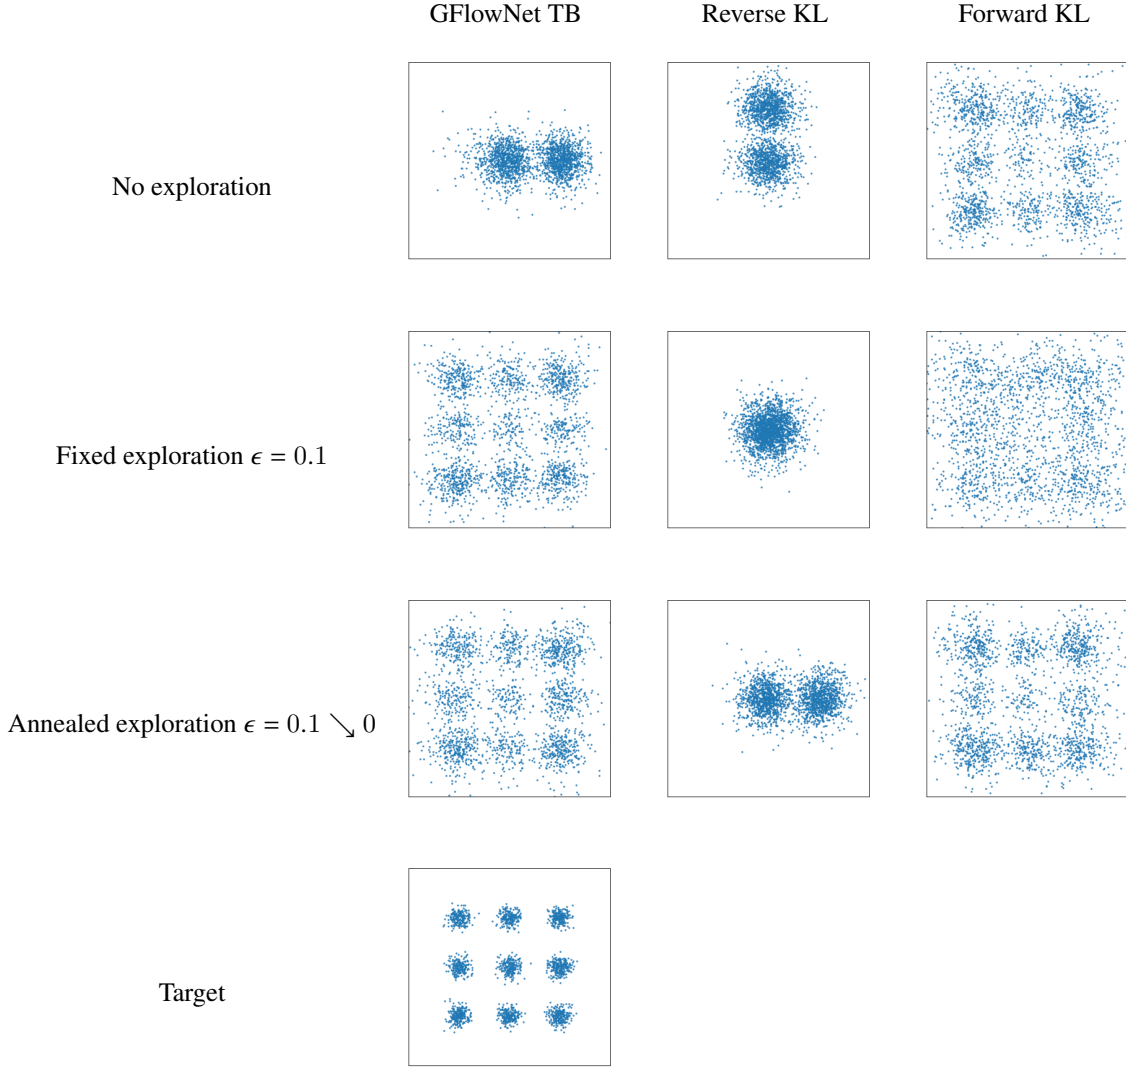 GFlowNet TB Reverse KL Forward KL
No exploration
Fixed exploration ϵ = 0.1
Annealed exploration ϵ = 0.1 ↘ 0
Target